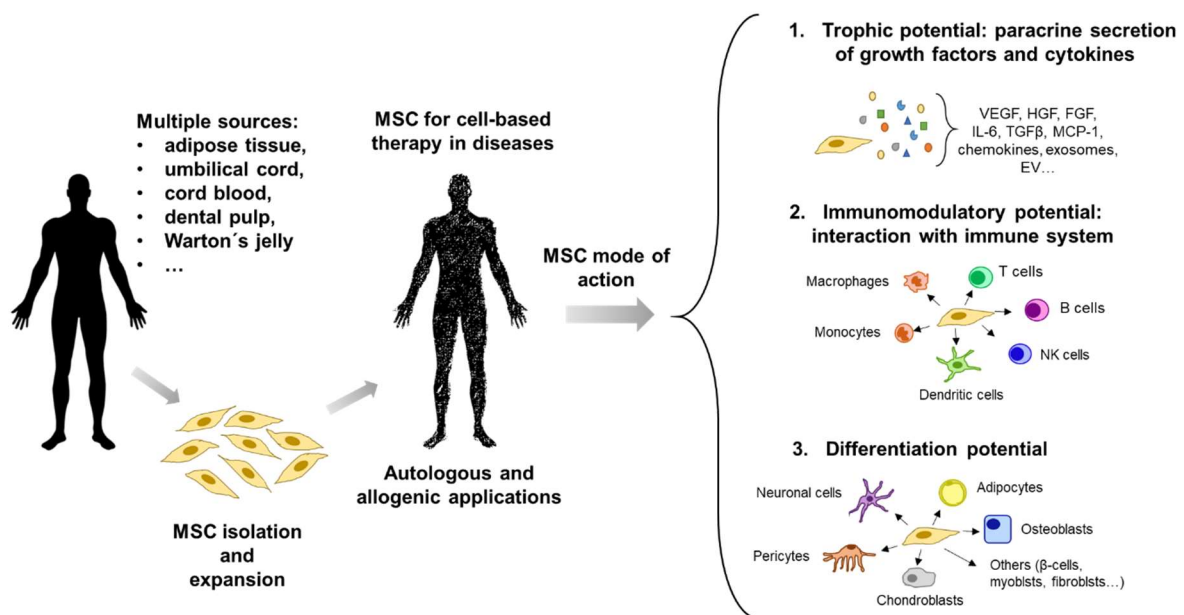 Multiple sources:
• adipose tissue,
• umbilical cord,
• cord blood,
• dental pulp,
• Warton´s jelly
• ...
MSC isolation
and
expansion
MSC for cell-based
therapy in diseases
Autologous and
allogenic applications
MSC mode of
action
1. Trophic potential: paracrine secretion
of growth factors and cytokines
VEGF, HGF, FGF,
IL-6, TGFβ, MCP-1,
chemokines, exosomes,
EV...
2. Immunomodulatory potential:
interaction with immune system
Macrophages
T cells
B cells
Monocytes
NK cells
Dendritic cells
3. Differentiation potential
Neuronal cells
Adipocytes
Osteoblasts
Pericytes
Others (β-cells,
myoblsts, fibroblsts...)
Chondroblasts